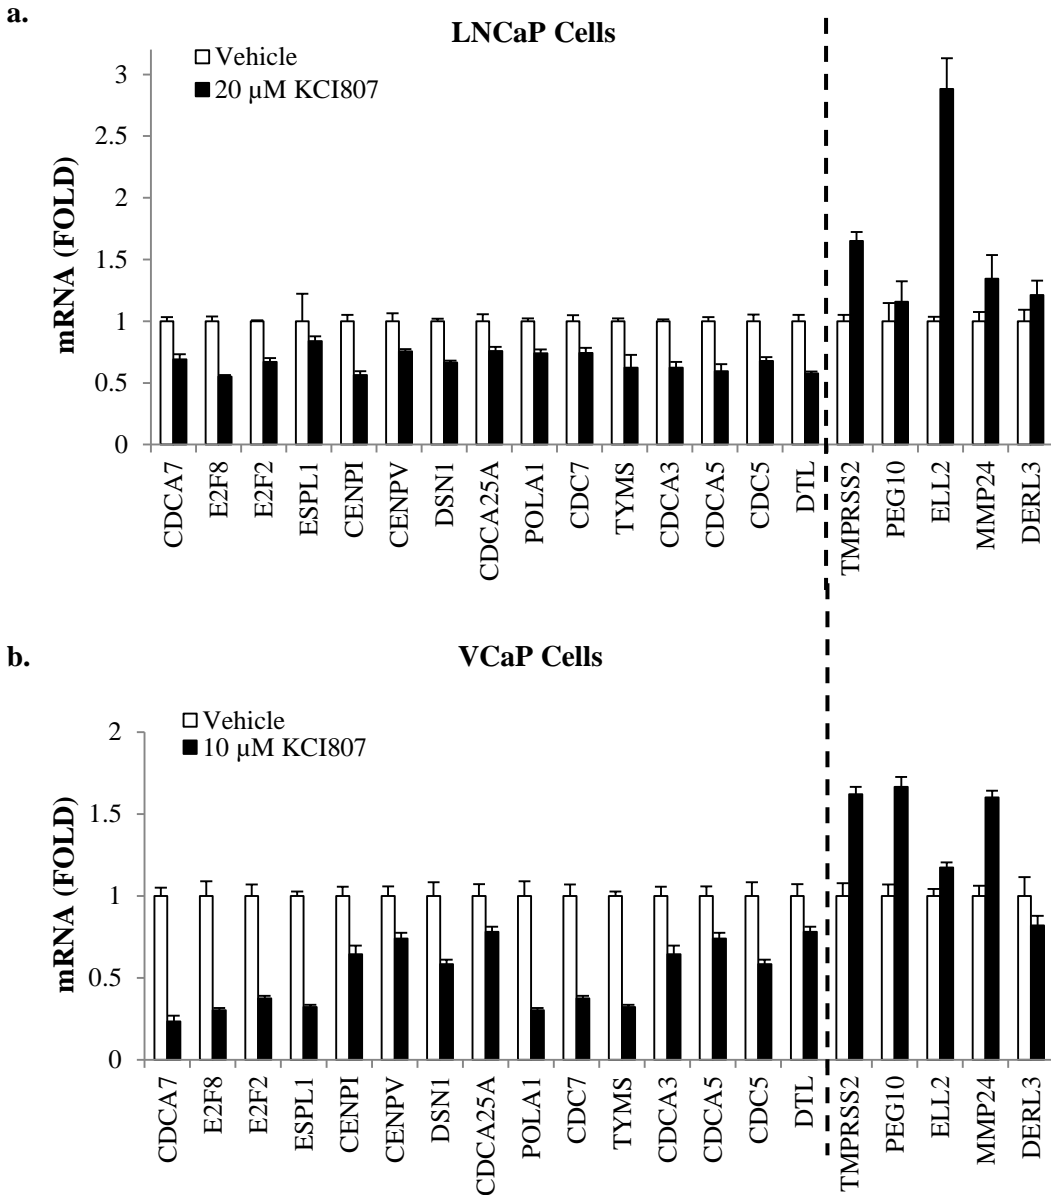 a.
LNCaP Cells
Vehicle
20 µM KCI807
mRNA (FOLD)
3
2.5
2
1.5
1
0.5
0
CDCA7
E2F8
E2F2
ESPL1
CENPI
CENPV
DSN1
CDCA25A
POLA1
CDC7
TYMS
CDCA3
CDCA5
CDC5
DTL
TMPRSS2
PEG10
ELL2
MMP24
DERL3
b.
VCaP Cells
Vehicle
10 µM KCI807
mRNA (FOLD)
2
1.5
1
0.5
0
CDCA7
E2F8
E2F2
ESPL1
CENPI
CENPV
DSN1
CDCA25A
POLA1
CDC7
TYMS
CDCA3
CDCA5
CDC5
DTL
TMPRSS2
PEG10
ELL2
MMP24
DERL3